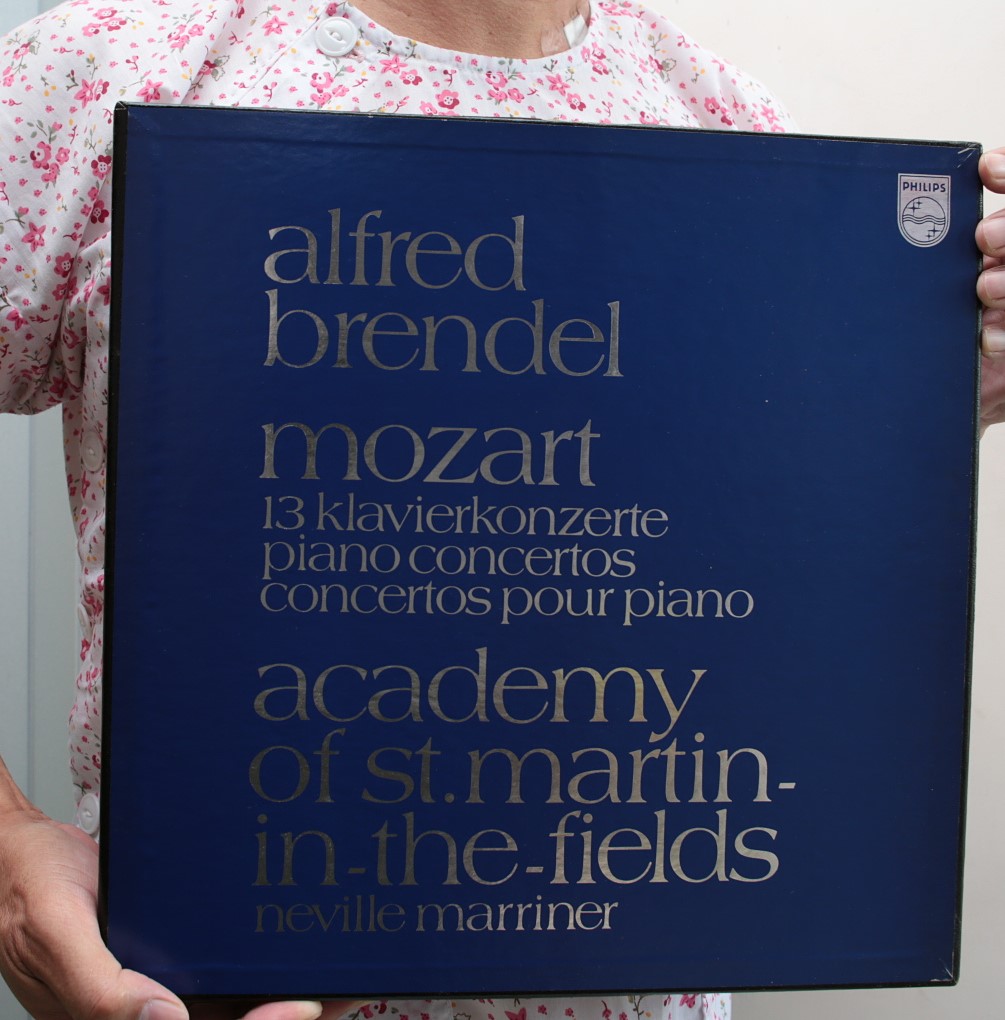 PHILIPS
alfred
brendel
mozart
13 klavierkonzerte
piano concertos
concertos pour piano
academy
of st. martin-
in-the-fields
neville marriner